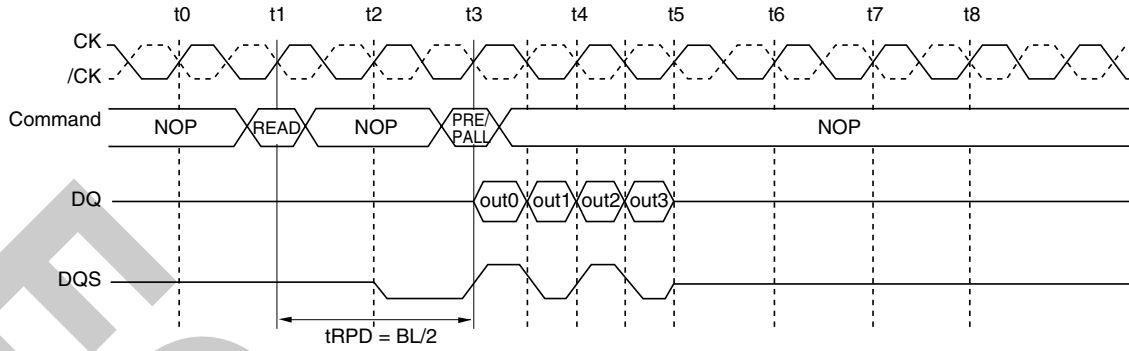 t0 t1 t2 t3 t4 t5 t6 t7 t8
CK
/CK
Command NOP READ NOP PRE/ PALL NOP
DQ out0 out1 out2 out3
DQS
tRPD = BL/2